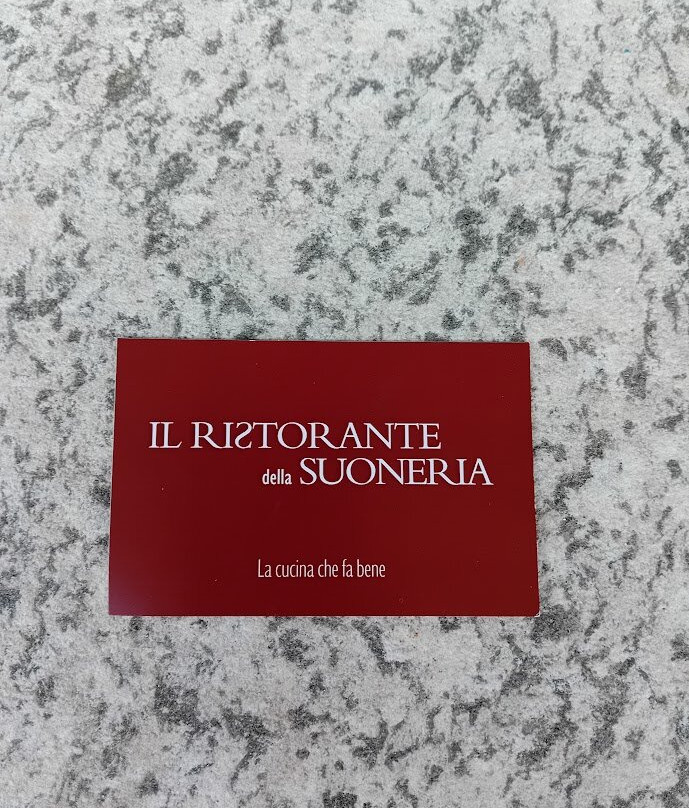 IL RISTORANTE
della SUONERIA
La cucina che fa bene